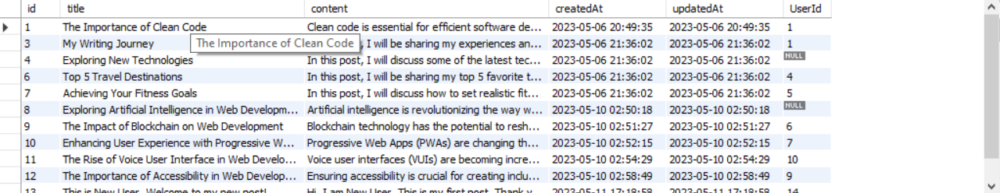 id title content createdAt updatedAt UserId
1 The Importance of Clean Code Clean code is essential for efficient software de... 2023-05-06 20:49:35 2023-05-06 20:49:35 1
3 My Writing Journey The Importance of Clean Code , I will be sharing my experiences an... 2023-05-06 21:36:02 2023-05-06 21:36:02 1
4 Exploring New Technologies In this post, I will discuss some of the latest tec... 2023-05-06 21:36:02 2023-05-06 21:36:02 NULL
6 Top 5 Travel Destinations In this post, I will be sharing my top 5 favorite t... 2023-05-06 21:36:02 2023-05-06 21:36:02 4
7 Achieving Your Fitness Goals In this post, I will discuss how to set realistic fit... 2023-05-06 21:36:02 2023-05-06 21:36:02 5
8 Exploring Artificial Intelligence in Web Developm... Artificial intelligence is revolutionizing the way w... 2023-05-10 02:50:18 2023-05-10 02:50:18 NULL
9 The Impact of Blockchain on Web Development Blockchain technology has the potential to resh... 2023-05-10 02:51:27 2023-05-10 02:51:27 6
10 Enhancing User Experience with Progressive W... Progressive Web Apps (PWAs) are changing th... 2023-05-10 02:52:15 2023-05-10 02:52:15 7
11 The Rise of Voice User Interface in Web Develo... Voice user interfaces (VUIs) are becoming incre... 2023-05-10 02:54:29 2023-05-10 02:54:29 10
12 The Importance of Accessibility in Web Develop... Ensuring accessibility is crucial for creating inclu... 2023-05-10 02:58:49 2023-05-10 02:58:49 9
13 This is New User. Welcome to my new post! Hi, I am New User. This is my first post. Thank y... 2023-05-11 17:18:58 2023-05-11 17:18:58 14